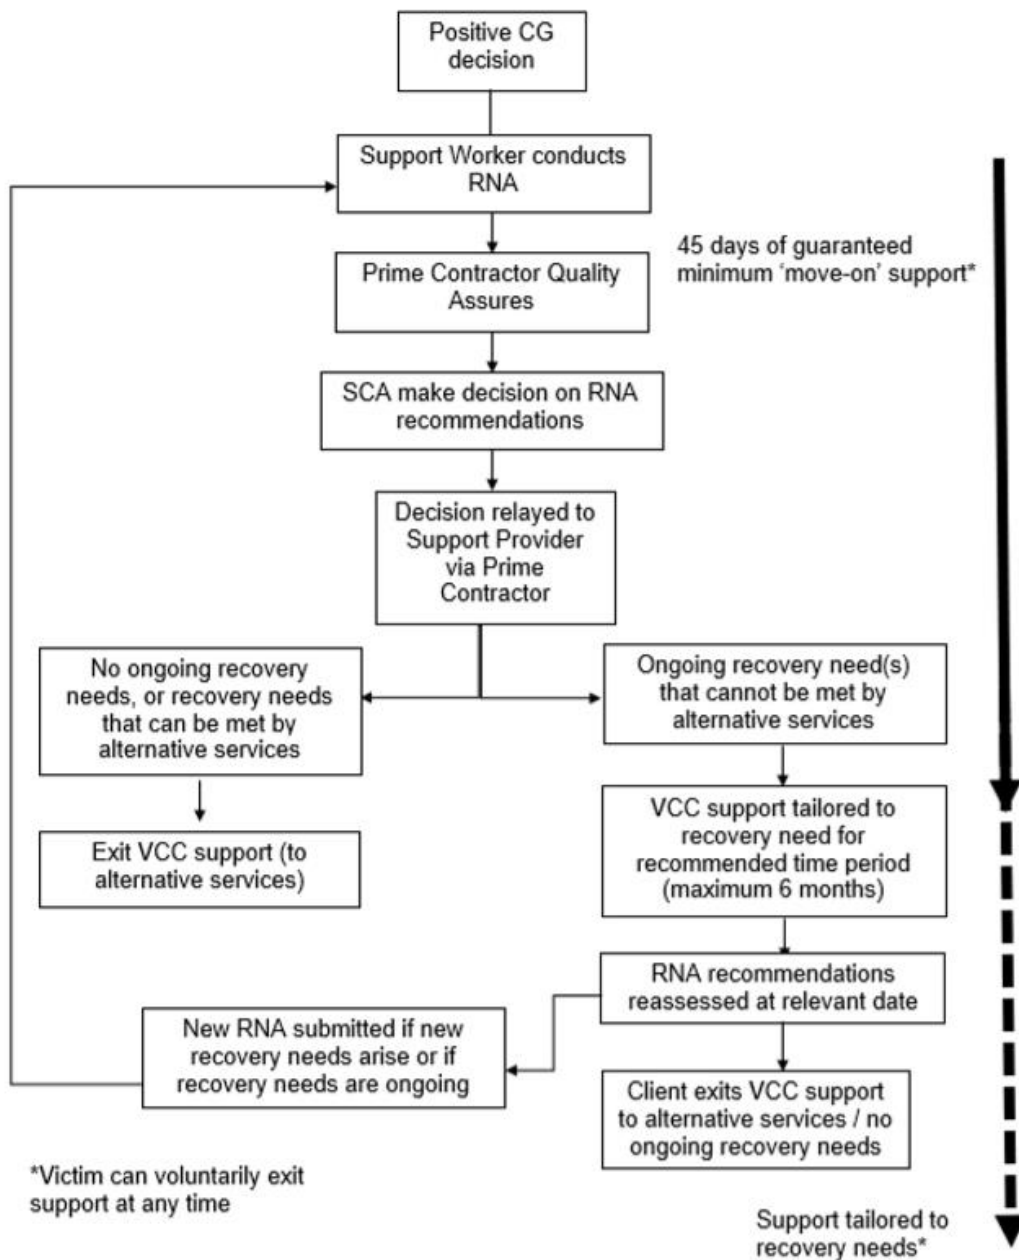 Positive CG
decision
Support Worker conducts
RNA
45 days of guaranteed
minimum ‘move-on’ support*
Prime Contractor Quality
Assures
SCA make decision on RNA
recommendations
Decision relayed to
Support Provider
via Prime
Contractor
No ongoing recovery
needs, or recovery needs
that can be met by
alternative services
Ongoing recovery need(s)
that cannot be met by
alternative services
Exit VCC support (to
alternative services)
VCC support tailored to
recovery need for
recommended time period
(maximum 6 months)
RNA recommendations
reassessed at relevant date
New RNA submitted if new
recovery needs arise or if
recovery needs are ongoing
Client exits VCC support
to alternative services / no
ongoing recovery needs
*Victim can voluntarily exit
support at any time
Support tailored to
recovery needs*